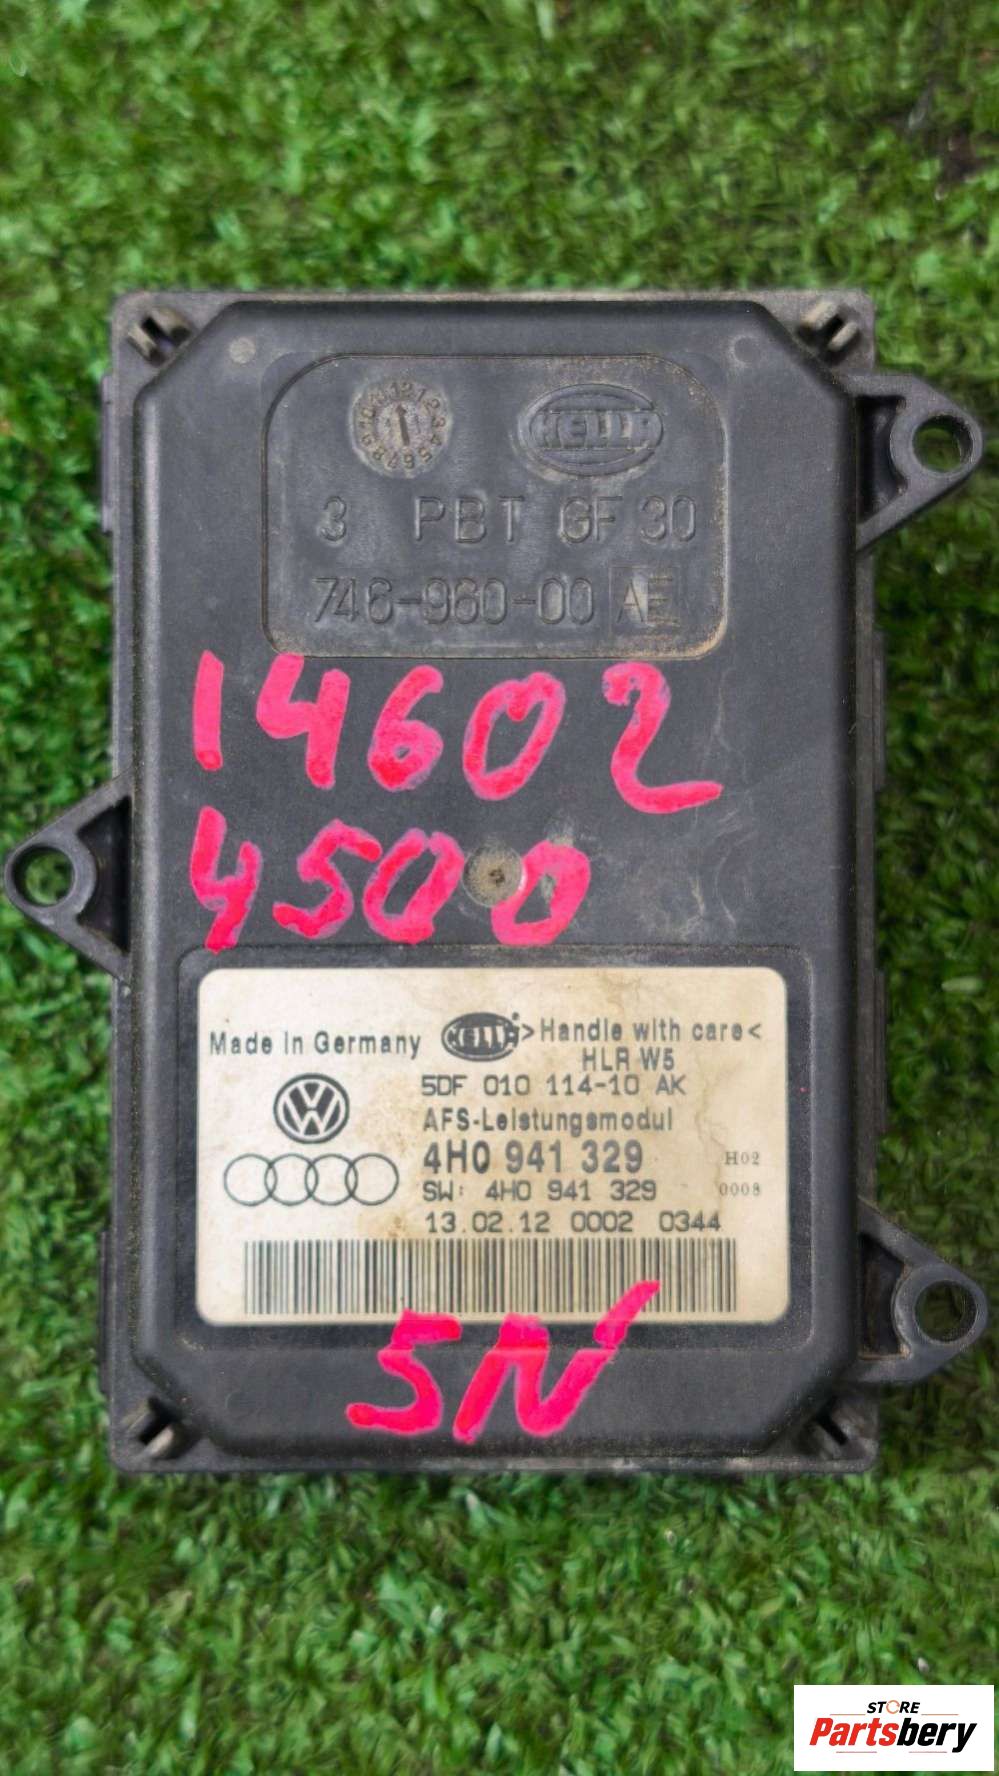 HELLA
3 PBT GF 30
746-960-00 AE
14602
4500
Made in Germany HELLA >Handle with care<
HLR W5
5DF 010 114-10 AK
AFS-Leistungsmodul
4H0 941 329 H02
SW: 4H0 941 329 0008
13.02.12 0002 0344
5N
STORE
Partsbery